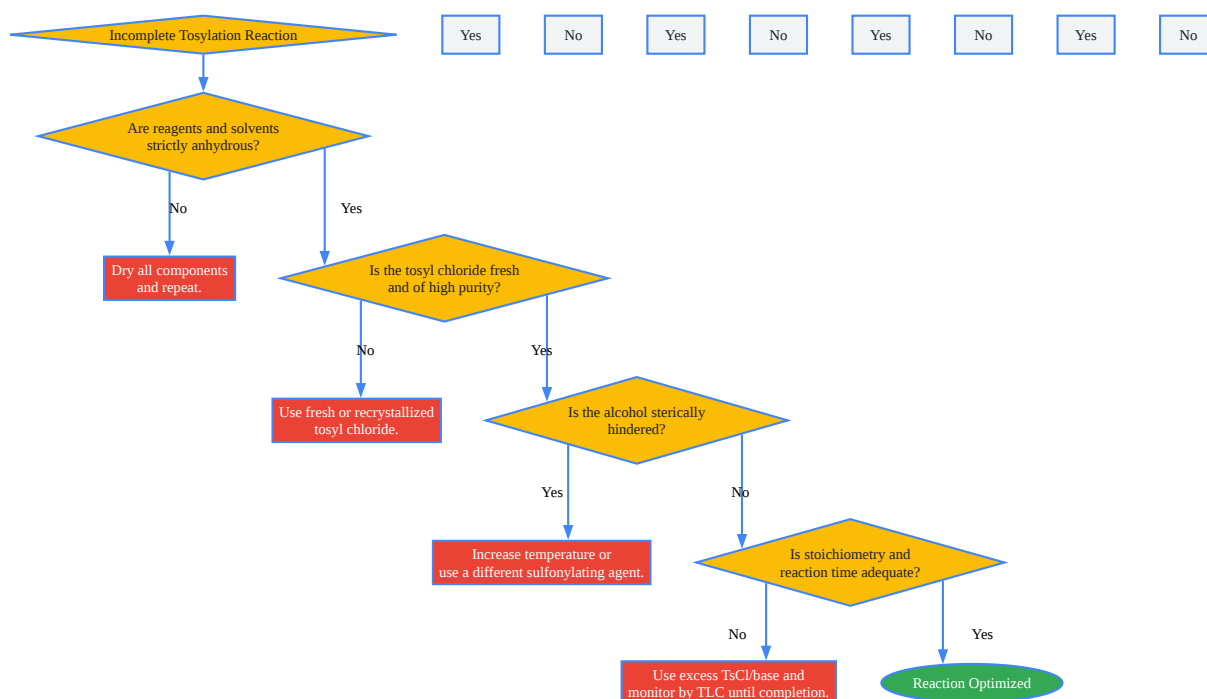 Incomplete Tosylation Reaction
Yes
No
Yes
No
Yes
No
Yes
No
Are reagents and solvents
strictly anhydrous?
No
Yes
Dry all components
and repeat.
Is the tosyl chloride fresh
and of high purity?
No
Yes
Use fresh or recrystallized
tosyl chloride.
Is the alcohol sterically
hindered?
Yes
No
Increase temperature or
use a different sulfonylating agent.
Is stoichiometry and
reaction time adequate?
No
Yes
Use excess TsCl/base and
monitor by TLC until completion.
Reaction Optimized